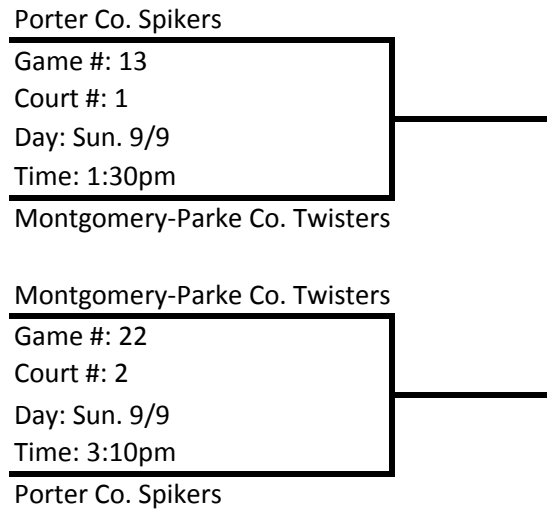 Porter Co. Spikers
Game #: 13
Court #: 1
Day: Sun. 9/9
Time: 1:30pm
Montgomery-Parke Co. Twisters
Montgomery-Parke Co. Twisters
Game #: 22
Court #: 2
Day: Sun. 9/9
Time: 3:10pm
Porter Co. Spikers